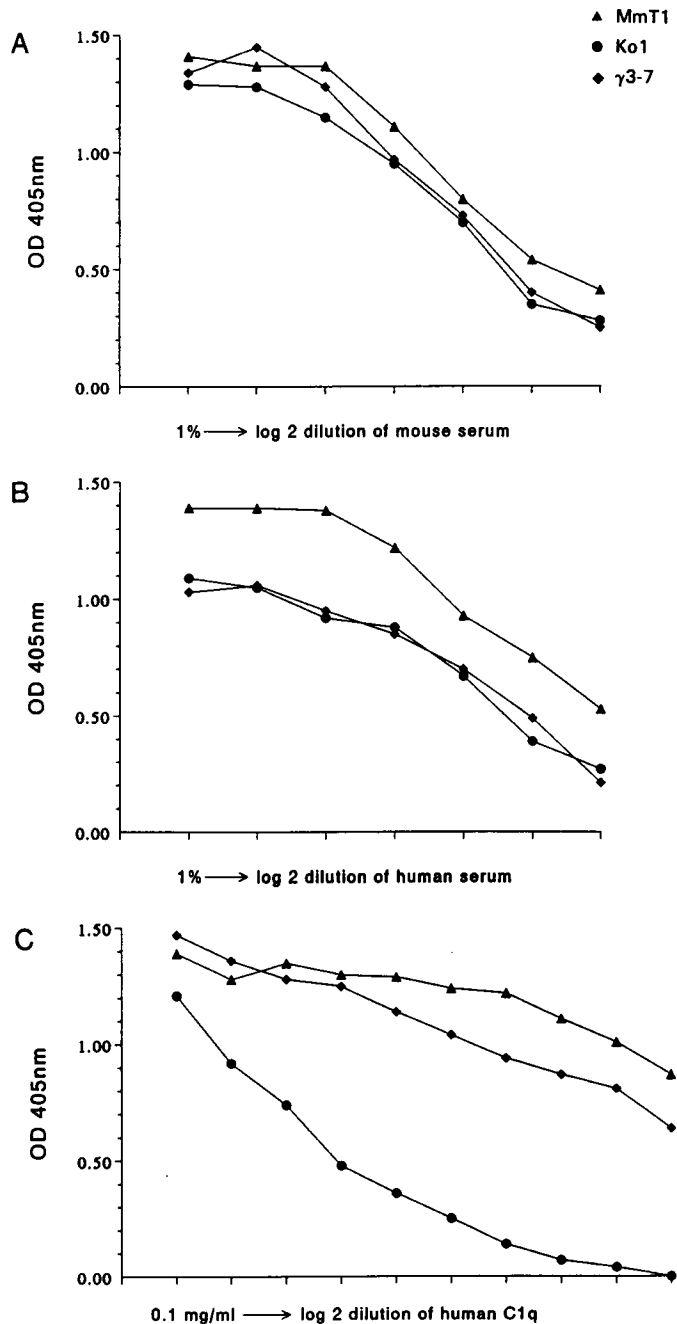 A
MmT1
Ko1
γ3-7
1.50
1.00
0.50
0.00
OD 405nm
1% → log 2 dilution of mouse serum
B
1.50
1.00
0.50
0.00
OD 405nm
1% → log 2 dilution of human serum
C
1.50
1.00
0.50
0.00
OD 405nm
0.1 mg/ml → log 2 dilution of human C1q